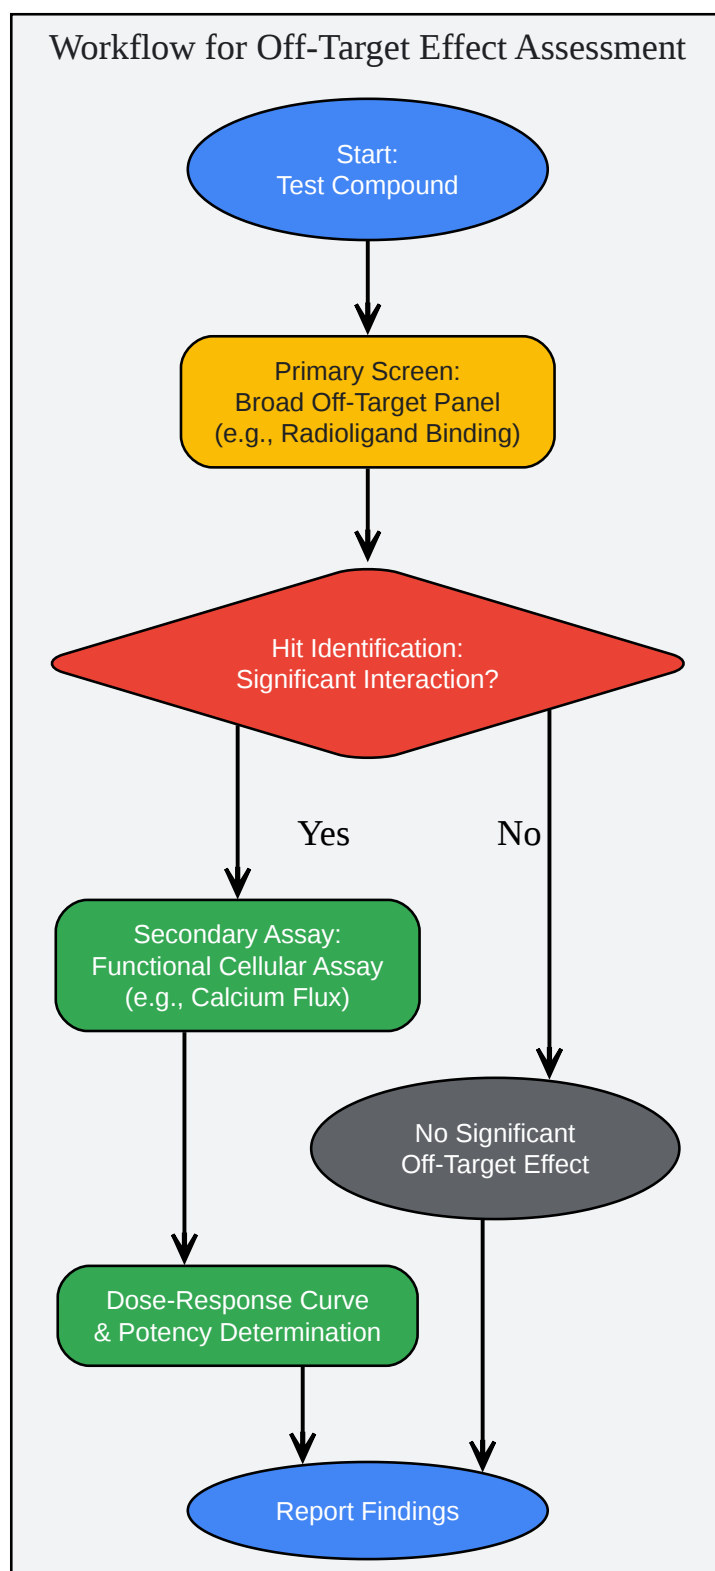 Workflow for Off-Target Effect Assessment
Start:
Test Compound
Primary Screen:
Broad Off-Target Panel
(e.g., Radioligand Binding)
Hit Identification:
Significant Interaction?
Yes
No
Secondary Assay:
Functional Cellular Assay
(e.g., Calcium Flux)
No Significant
Off-Target Effect
Dose-Response Curve
& Potency Determination
Report Findings